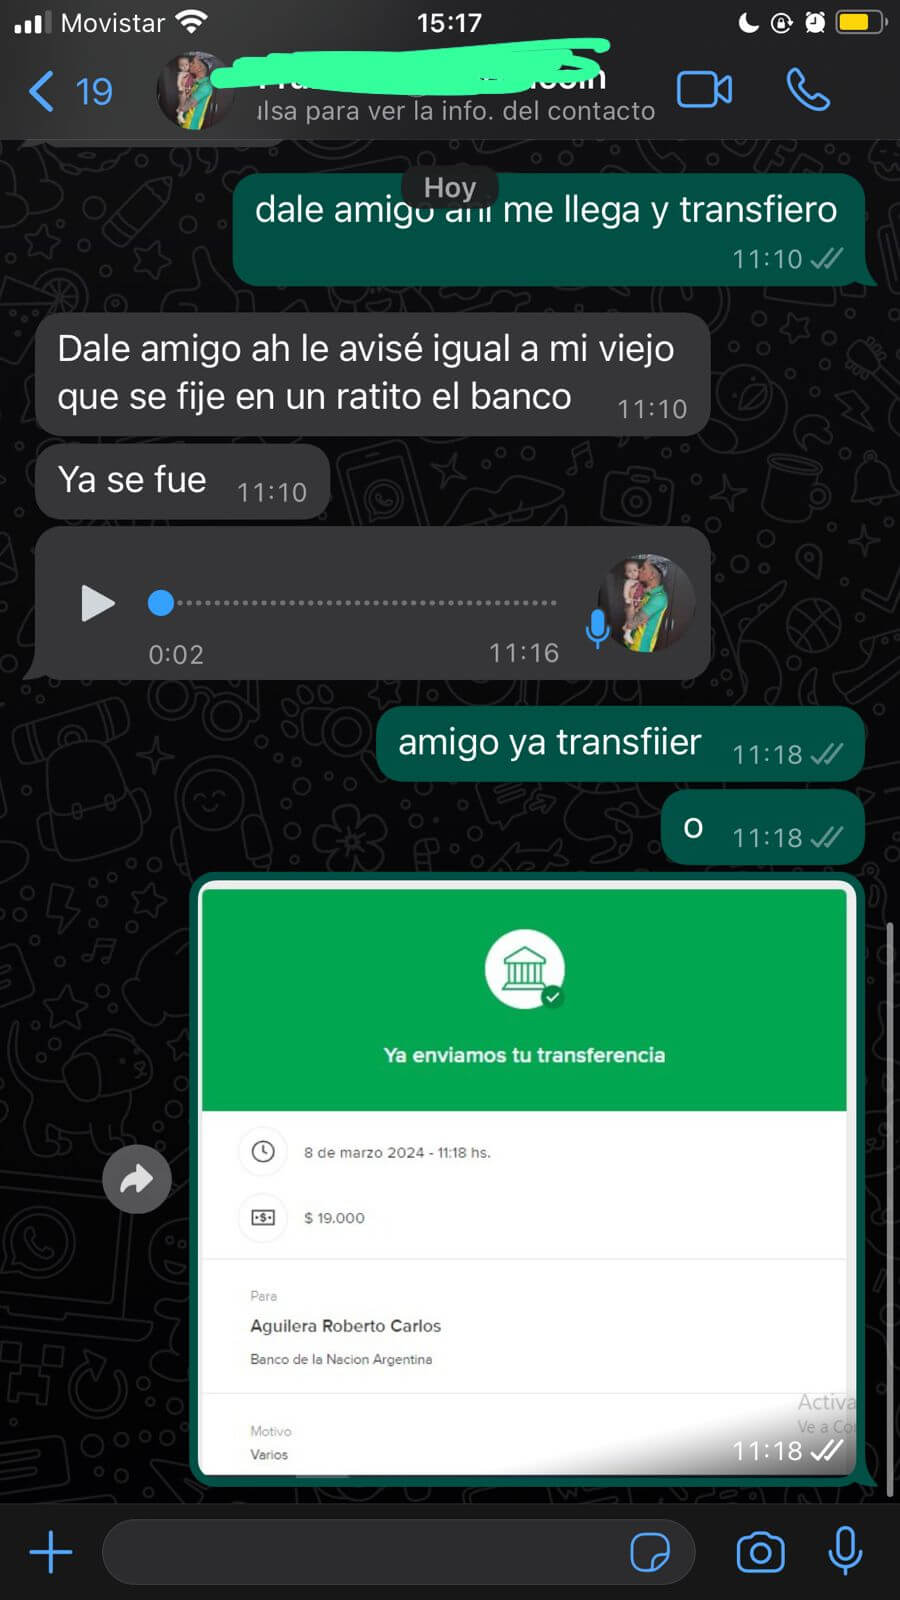 Movistar 15:17
19
ulsa para ver la info. del contacto
Hoy
dale amigo ahi me llega y transfiero
11:10
Dale amigo ah le avisé igual a mi viejo
que se fije en un ratito el banco 11:10
Ya se fue 11:10
0:02 11:16
amigo ya transfiier 11:18
o 11:18
Ya enviamos tu transferencia
8 de marzo 2024 - 11:18 hs.
$ 19.000
Para
Aguilera Roberto Carlos
Banco de la Nacion Argentina
Activa
Motivo
Ve a Co
Varios
11:18